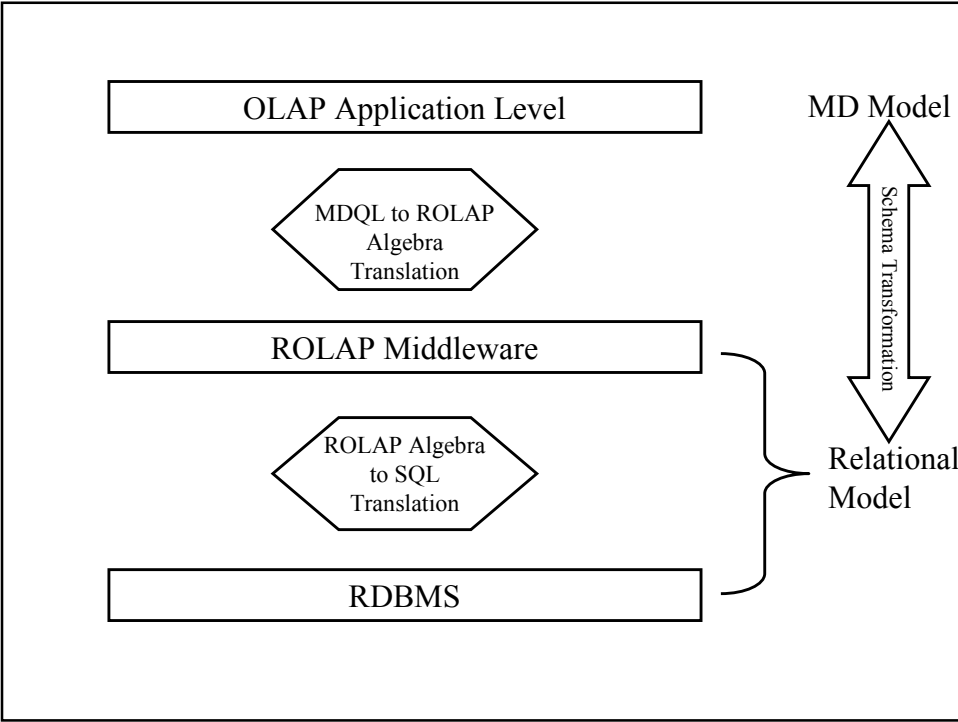 OLAP Application Level
MD Model
MDQL to ROLAP
Algebra
Translation
Schema Transformation
ROLAP Middleware
ROLAP Algebra
to SQL
Translation
Relational
Model
RDBMS